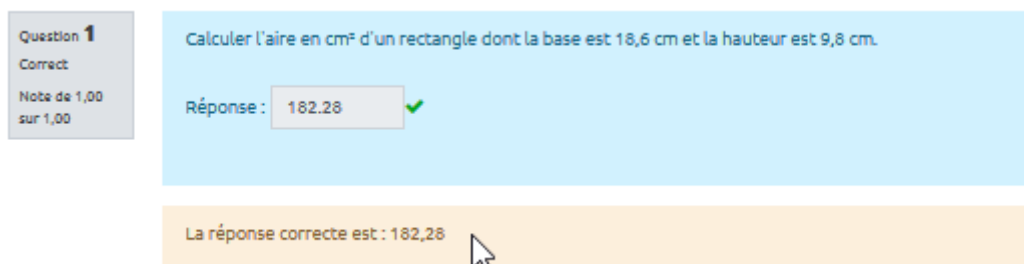 Question 1
Correct
Note de 1,00
sur 1,00
Calculer l'aire en cm² d'un rectangle dont la base est 18,6 cm et la hauteur est 9,8 cm.
Réponse : 182.28
La réponse correcte est : 182,28